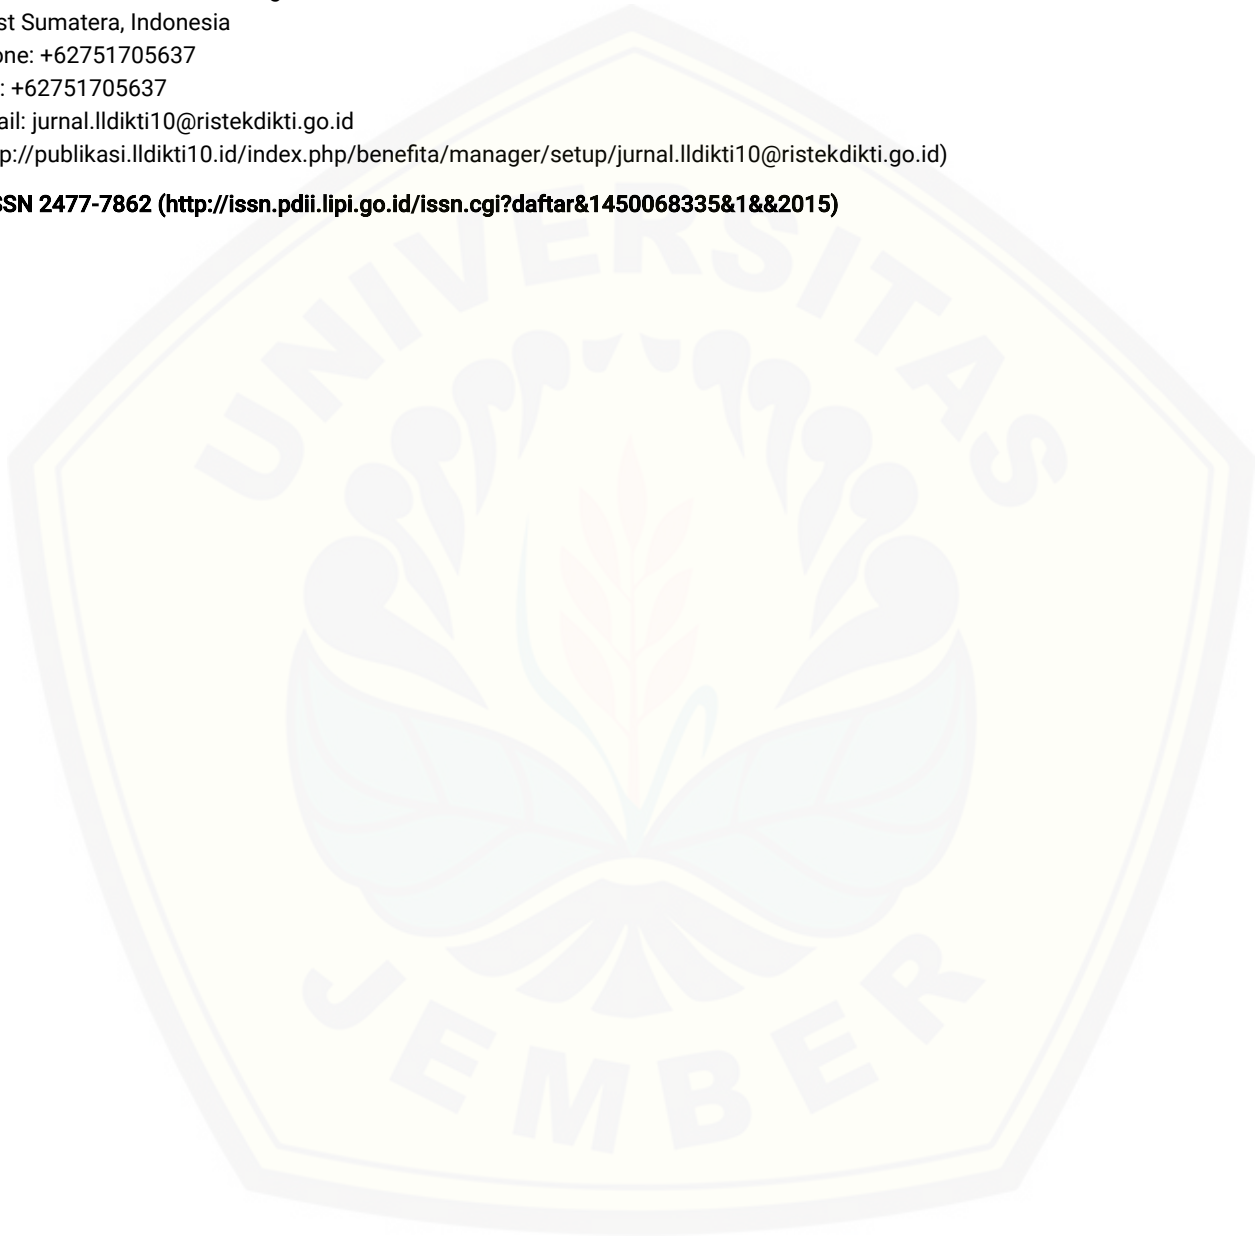 st Sumatera, Indonesia
one: +62751705637
: +62751705637
ail: jurnal.lldikti10@ristekdikti.go.id
p://publikasi.lldikti10.id/index.php/benefita/manager/setup/jurnal.lldikti10@ristekdikti.go.id)
SSN 2477-7862 (http://issn.pdii.lipi.go.id/issn.cgi?daftar&1450068335&1&&2015)
UNIVERSITAS
JEMBER